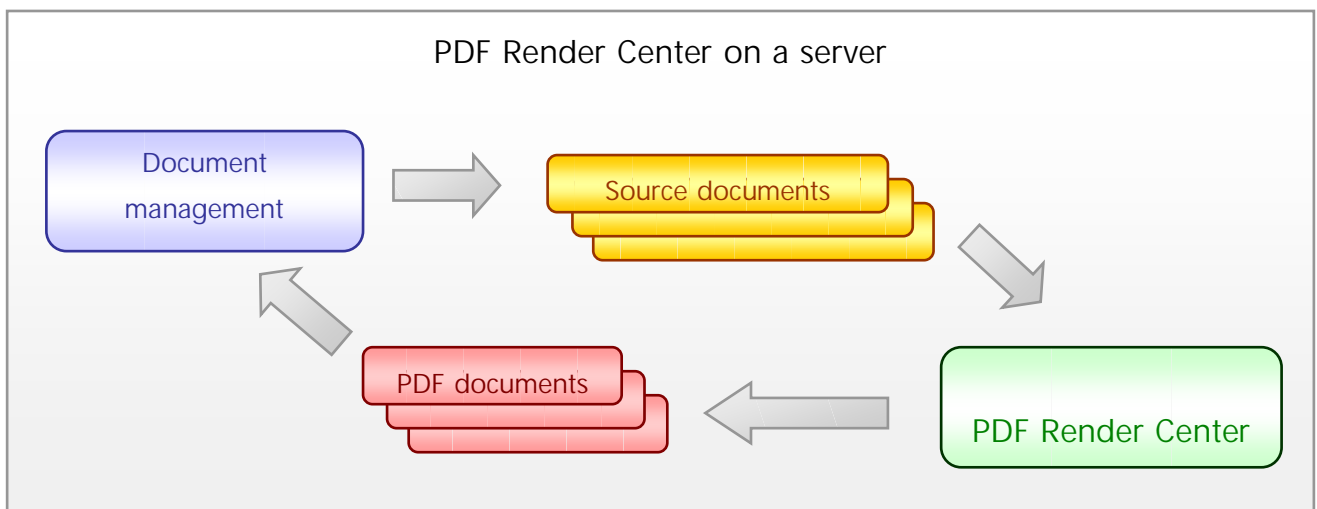 PDF Render Center on a server
Document
management
Source documents
PDF documents
PDF Render Center